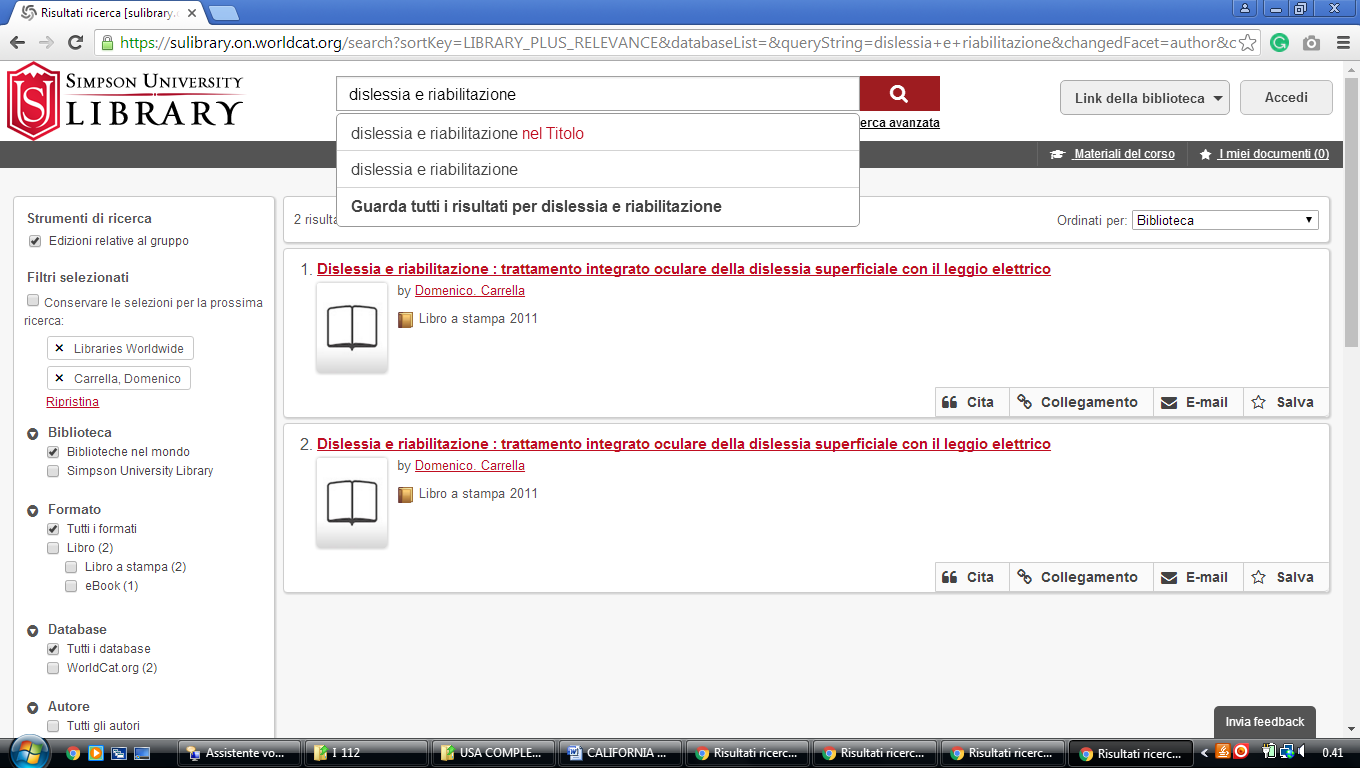 Risultati ricerca [sulibrary.
https://sulibrary.on.worldcat.org/search?sortKey=LIBRARY_PLUS_RELEVANCE&databaseList=&queryString=dislessia+e+riabilitazione&changedFacet=author&c
SIMPSON UNIVERSITY
LIBRARY
dislessia e riabilitazione
Link della biblioteca
Accedi
erca avanzata
dislessia e riabilitazione nel Titolo
dislessia e riabilitazione
Guarda tutti i risultati per dislessia e riabilitazione
Materiali del corso
I miei documenti (0)
Strumenti di ricerca
Edizioni relative al gruppo
Filtri selezionati
Conservare le selezioni per la prossima
ricerca:
× Libraries Worldwide
× Carrella, Domenico
Ripristina
Biblioteca
Biblioteche nel mondo
Simpson University Library
Formato
Tutti i formati
Libro (2)
Libro a stampa (2)
eBook (1)
Database
Tutti i database
WorldCat.org (2)
Autore
Tutti gli autori
2 risulta
Ordinati per: Biblioteca
1. Dislessia e riabilitazione : trattamento integrato oculare della dislessia superficiale con il leggio elettrico
by Domenico. Carrella
Libro a stampa 2011
Cita Collegamento E-mail Salva
2. Dislessia e riabilitazione : trattamento integrato oculare della dislessia superficiale con il leggio elettrico
by Domenico. Carrella
Libro a stampa 2011
Cita Collegamento E-mail Salva
Invia feedback
Assistente vo... I 112 USA COMPLE... CALIFORNIA ... Risultati ricerc... Risultati ricerc... Risultati ricerc... Risultati ricerc... 0.41